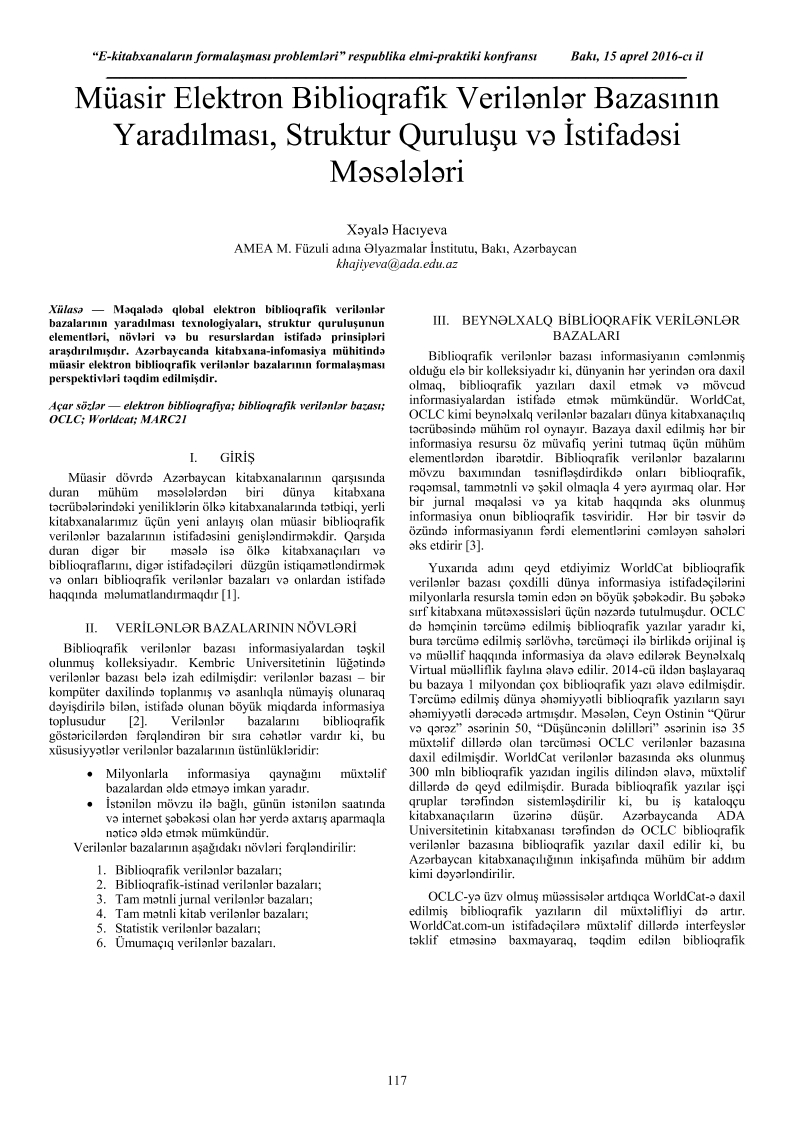 “E-kitabxanaların formalaşması problemləri” respublika elmi-praktiki konfransı Bakı, 15 aprel 2016-cı il
Müasir Elektron Biblioqrafik Verilənlər Bazasının
Yaradılması, Struktur Quruluşu və İstifadəsi
Məsələləri
Xəyalə Hacıyeva
AMEA M. Füzuli adına Əlyazmalar İnstitutu, Bakı, Azərbaycan
khajiyeva@ada.edu.az
Xülasə — Məqalədə qlobal elektron biblioqrafik verilənlər
bazalarının yaradılması texnologiyaları, struktur quruluşunun
elementləri, növləri və bu resurslardan istifadə prinsipləri
araşdırılmışdır. Azərbaycanda kitabxana-infomasiya mühitində
müasir elektron biblioqrafik verilənlər bazalarının formalaşması
perspektivləri təqdim edilmişdir.
Açar sözlər — elektron biblioqrafiya; biblioqrafik verilənlər bazası;
OCLC; Worldcat; MARC21
I. GİRİŞ
Müasir dövrdə Azərbaycan kitabxanalarının qarşısında
duran mühüm məsələlərdən biri dünya kitabxana
təcrübələrindəki yeniliklərin ölkə kitabxanalarında tətbiqi, yerli
kitabxanalarımız üçün yeni anlayış olan müasir biblioqrafik
verilənlər bazalarının istifadəsini genişləndirməkdir. Qarşıda
duran digər bir məsələ isə ölkə kitabxanaçıları və
biblioqraflarını, digər istifadəçiləri düzgün istiqamətləndirmək
və onları biblioqrafik verilənlər bazaları və onlardan istifadə
haqqında məlumatlandırmaqdır [1].
II. VERİLƏNLƏR BAZALARININ NÖVLƏRİ
Biblioqrafik verilənlər bazası informasiyalardan təşkil
olunmuş kolleksiyadır. Kembric Universitetinin lüğətində
verilənlər bazası belə izah edilmişdir: verilənlər bazası – bir
kompüter daxilində toplanmış və asanlıqla nümayiş olunaraq
dəyişdirilə bilən, istifadə olunan böyük miqdarda informasiya
toplusudur [2]. Verilənlər bazalarını biblioqrafik
göstəricilərdən fərqləndirən bir sıra cəhətlər vardır ki, bu
xüsusiyyətlər verilənlər bazalarının üstünlükləridir:
• Milyonlarla informasiya qaynağını müxtəlif
bazalardan əldə etməyə imkan yaradır.
• İstənilən mövzu ilə bağlı, günün istənilən saatında
və internet şəbəkəsi olan hər yerdə axtarış aparmaqla
nəticə əldə etmək mümkündür.
Verilənlər bazalarının aşağıdakı növləri fərqləndirilir:
1. Biblioqrafik verilənlər bazaları;
2. Biblioqrafik-istinad verilənlər bazaları;
3. Tam mətnli jurnal verilənlər bazaları;
4. Tam mətnli kitab verilənlər bazaları;
5. Statistik verilənlər bazaları;
6. Ümumaçıq verilənlər bazaları.
III. BEYNƏLXALQ BİBLİOQRAFİK VERİLƏNLƏR
BAZALARI
Biblioqrafik verilənlər bazası informasiyanın cəmlənmiş
olduğu elə bir kolleksiyadır ki, dünyanin hər yerindən ora daxil
olmaq, biblioqrafik yazıları daxil etmək və mövcud
informasiyalardan istifadə etmək mümkündür. WorldCat,
OCLC kimi beynəlxalq verilənlər bazaları dünya kitabxanaçılıq
təcrübəsində mühüm rol oynayır. Bazaya daxil edilmiş hər bir
informasiya resursu öz müvafiq yerini tutmaq üçün mühüm
elementlərdən ibarətdir. Biblioqrafik verilənlər bazalarını
mövzu baxımından təsnifləşdirdikdə onları biblioqrafik,
rəqəmsal, tammətnli və şəkil olmaqla 4 yerə ayırmaq olar. Hər
bir jurnal məqaləsi və ya kitab haqqında əks olunmuş
informasiya onun biblioqrafik təsviridir. Hər bir təsvir də
özündə informasiyanın fərdi elementlərini cəmləyən sahələri
əks etdirir [3].
Yuxarıda adını qeyd etdiyimiz WorldCat biblioqrafik
verilənlər bazası çoxdilli dünya informasiya istifadəçilərini
milyonlarla resursla təmin edən ən böyük şəbəkədir. Bu şəbəkə
sırf kitabxana mütəxəssisləri üçün nəzərdə tutulmuşdur. OCLC
də həmçinin tərcümə edilmiş biblioqrafik yazılar yaradır ki,
bura tərcümə edilmiş sərlövhə, tərcüməçi ilə birlikdə orijinal iş
və müəllif haqqında informasiya da əlavə edilərək Beynəlxalq
Virtual müəlliflik faylına əlavə edilir. 2014-cü ildən başlayaraq
bu bazaya 1 milyondan çox biblioqrafik yazı əlavə edilmişdir.
Tərcümə edilmiş dünya əhəmiyyətli biblioqrafik yazıların sayı
əhəmiyyətli dərəcədə artmışdır. Məsələn, Ceyn Ostinin “Qürur
və qərəz” əsərinin 50, “Düşüncənin dəlilləri” əsərinin isə 35
müxtəlif dillərdə olan tərcüməsi OCLC verilənlər bazasına
daxil edilmişdir. WorldCat verilənlər bazasında əks olunmuş
300 mln biblioqrafik yazıdan ingilis dilindən əlavə, müxtəlif
dillərdə də qeyd edilmişdir. Burada biblioqrafik yazılar işçi
qruplar tərəfindən sistemləşdirilir ki, bu iş kataloqçu
kitabxanaçıların üzərinə düşür. Azərbaycanda ADA
Universitetinin kitabxanası tərəfindən də OCLC biblioqrafik
verilənlər bazasına biblioqrafik yazılar daxil edilir ki, bu
Azərbaycan kitabxanaçılığının inkişafında mühüm bir addım
kimi dəyərləndirilir.
OCLC-yə üzv olmuş müəssisələr artdıqca WorldCat-ə daxil
edilmiş biblioqrafik yazıların dil müxtəlifliyi də artır.
WorldCat.com-un istifadəçilərə müxtəlif dillərdə interfeyslər
təklif etməsinə baxmayaraq, təqdim edilən biblioqrafik
117